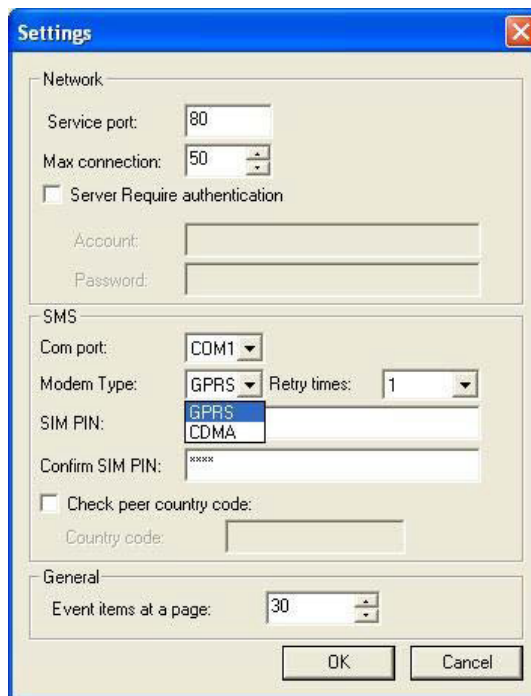 Settings
Network
Service port: 80
Max connection: 50
Server Require authentication
Account:
Password:
SMS
Com port: COM1
Modem Type: GPRS Retry times: 1
GPRS
SIM PIN:
CDMA
Confirm SIM PIN: ****
Check peer country code:
Country code:
General
Event items at a page: 30
OK Cancel